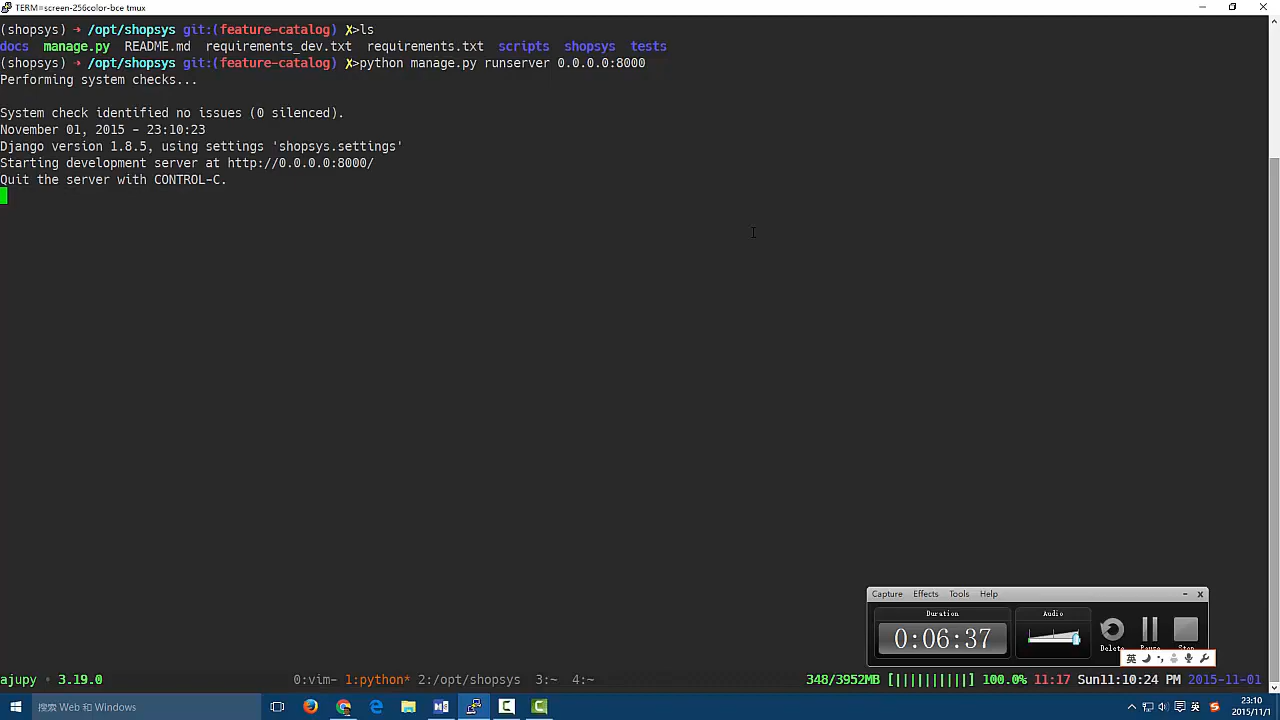 TERM=screen-256color-bce tmux
(shopsys) → /opt/shopsys git:(feature-catalog) ✗>ls
docs manage.py README.md requirements_dev.txt requirements.txt scripts shopsys tests
(shopsys) → /opt/shopsys git:(feature-catalog) ✗>python manage.py runserver 0.0.0.0:8000
Performing system checks...
System check identified no issues (0 silenced).
November 01, 2015 - 23:10:23
Django version 1.8.5, using settings 'shopsys.settings'
Starting development server at http://0.0.0.0:8000/
Quit the server with CONTROL-C.
Capture Effects Tools Help
Duration Audio
0:06:37
Delete Pause Stop
英
ajupy · 3.19.0 0:vim- 1:python* 2:/opt/shopsys 3:~ 4:~ 348/3952MB [||||||||||] 100.0% 11:17 Sun11:10:24 PM 2015-11-01
搜索 Web 和 Windows
英
23:10
2015/11/1